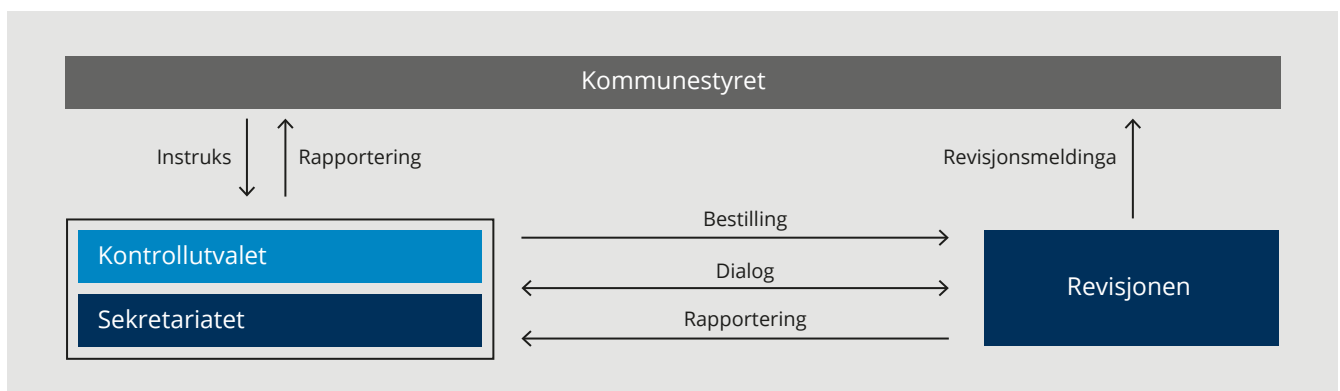 Kommunestyret
Instruks
Rapportering
Revisjonsmeldinga
Kontrollutvalet
Sekretariatet
Bestilling
Dialog
Rapportering
Revisjonen